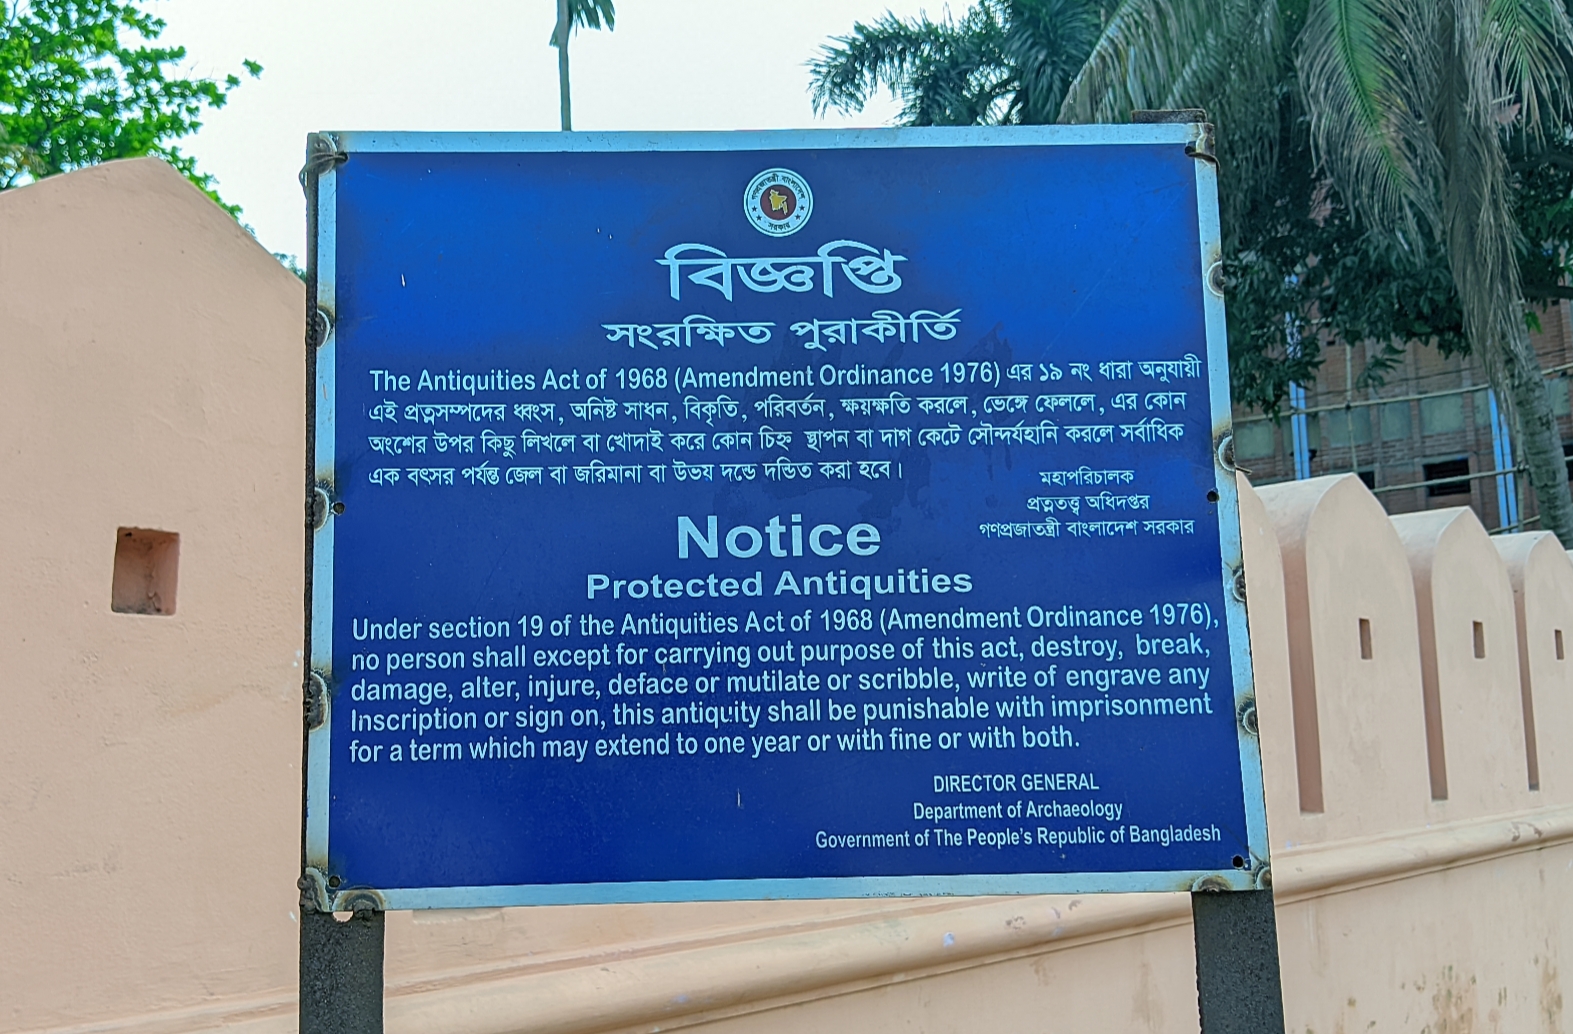 গণপ্রজাতন্ত্রী বাংলাদেশ
সরকার
বিজ্ঞপ্তি
সংরক্ষিত পুরাকীর্তি
The Antiquities Act of 1968 (Amendment Ordinance 1976) এর ১৯ নং ধারা অনুযায়ী
এই প্রত্নসম্পদের ধ্বংস, অনিষ্ট সাধন, বিকৃতি, পরিবর্তন, ক্ষয়ক্ষতি করলে, ভেঙ্গে ফেললে, এর কোন
অংশের উপর কিছু লিখলে বা খোদাই করে কোন চিহ্ন স্থাপন বা দাগ কেটে সৌন্দর্যহানি করলে সর্বাধিক
এক বৎসর পর্যন্ত জেল বা জরিমানা বা উভয় দন্ডে দন্ডিত করা হবে।
মহাপরিচালক
প্রত্নতত্ত্ব অধিদপ্তর
গণপ্রজাতন্ত্রী বাংলাদেশ সরকার
Notice
Protected Antiquities
Under section 19 of the Antiquities Act of 1968 (Amendment Ordinance 1976),
no person shall except for carrying out purpose of this act, destroy, break,
damage, alter, injure, deface or mutilate or scribble, write of engrave any
Inscription or sign on, this antiquity shall be punishable with imprisonment
for a term which may extend to one year or with fine or with both.
DIRECTOR GENERAL
Department of Archaeology
Government of The People's Republic of Bangladesh